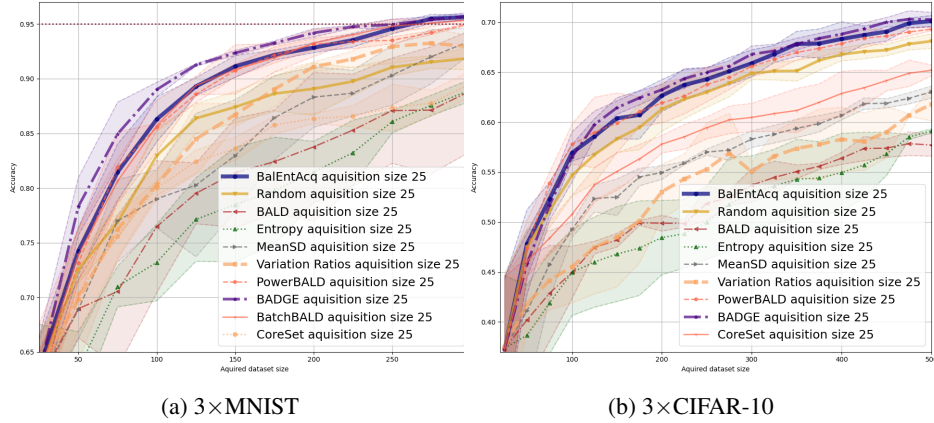 0.95
0.90
0.85
0.80
0.75
0.70
0.65
Accuracy
50
100
150
200
250
Aquired dataset size
BalEntAcq aquisition size 25
Random aquisition size 25
BALD aquisition size 25
Entropy aquisition size 25
MeanSD aquisition size 25
Variation Ratios aquisition size 25
PowerBALD aquisition size 25
BADGE aquisition size 25
BatchBALD aquisition size 25
CoreSet aquisition size 25
(a) 3×MNIST
0.70
0.65
0.60
0.55
0.50
0.45
0.40
Accuracy
100
200
300
400
500
Aquired dataset size
BalEntAcq aquisition size 25
Random aquisition size 25
BALD aquisition size 25
Entropy aquisition size 25
MeanSD aquisition size 25
Variation Ratios aquisition size 25
PowerBALD aquisition size 25
BADGE aquisition size 25
CoreSet aquisition size 25
(b) 3×CIFAR-10